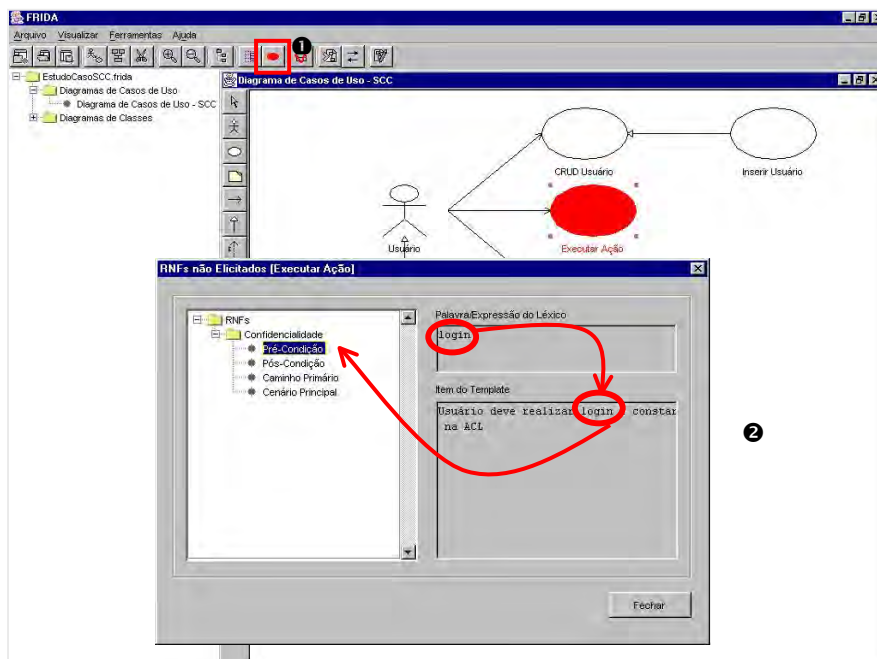 FRIDA
Arquivo Visualizar Ferramentas Ajuda
❶
EstudoCasoSCC.frida
Diagramas de Casos de Uso
Diagrama de Casos de Uso - SCC
Diagramas de Classes
Diagrama de Casos de Uso - SCC
CRUD Usuário
Inserir Usuário
Usuário
Executar Ação
RNFs não Elicitados [Executar Ação]
RNFs
Confidencialidade
Pré-Condição
Pós-Condição
Caminho Primário
Cenário Principal
Palavra/Expressão do Léxico
login
Item do Template
Usuário deve realizar login constar
na ACL
❷
Fechar